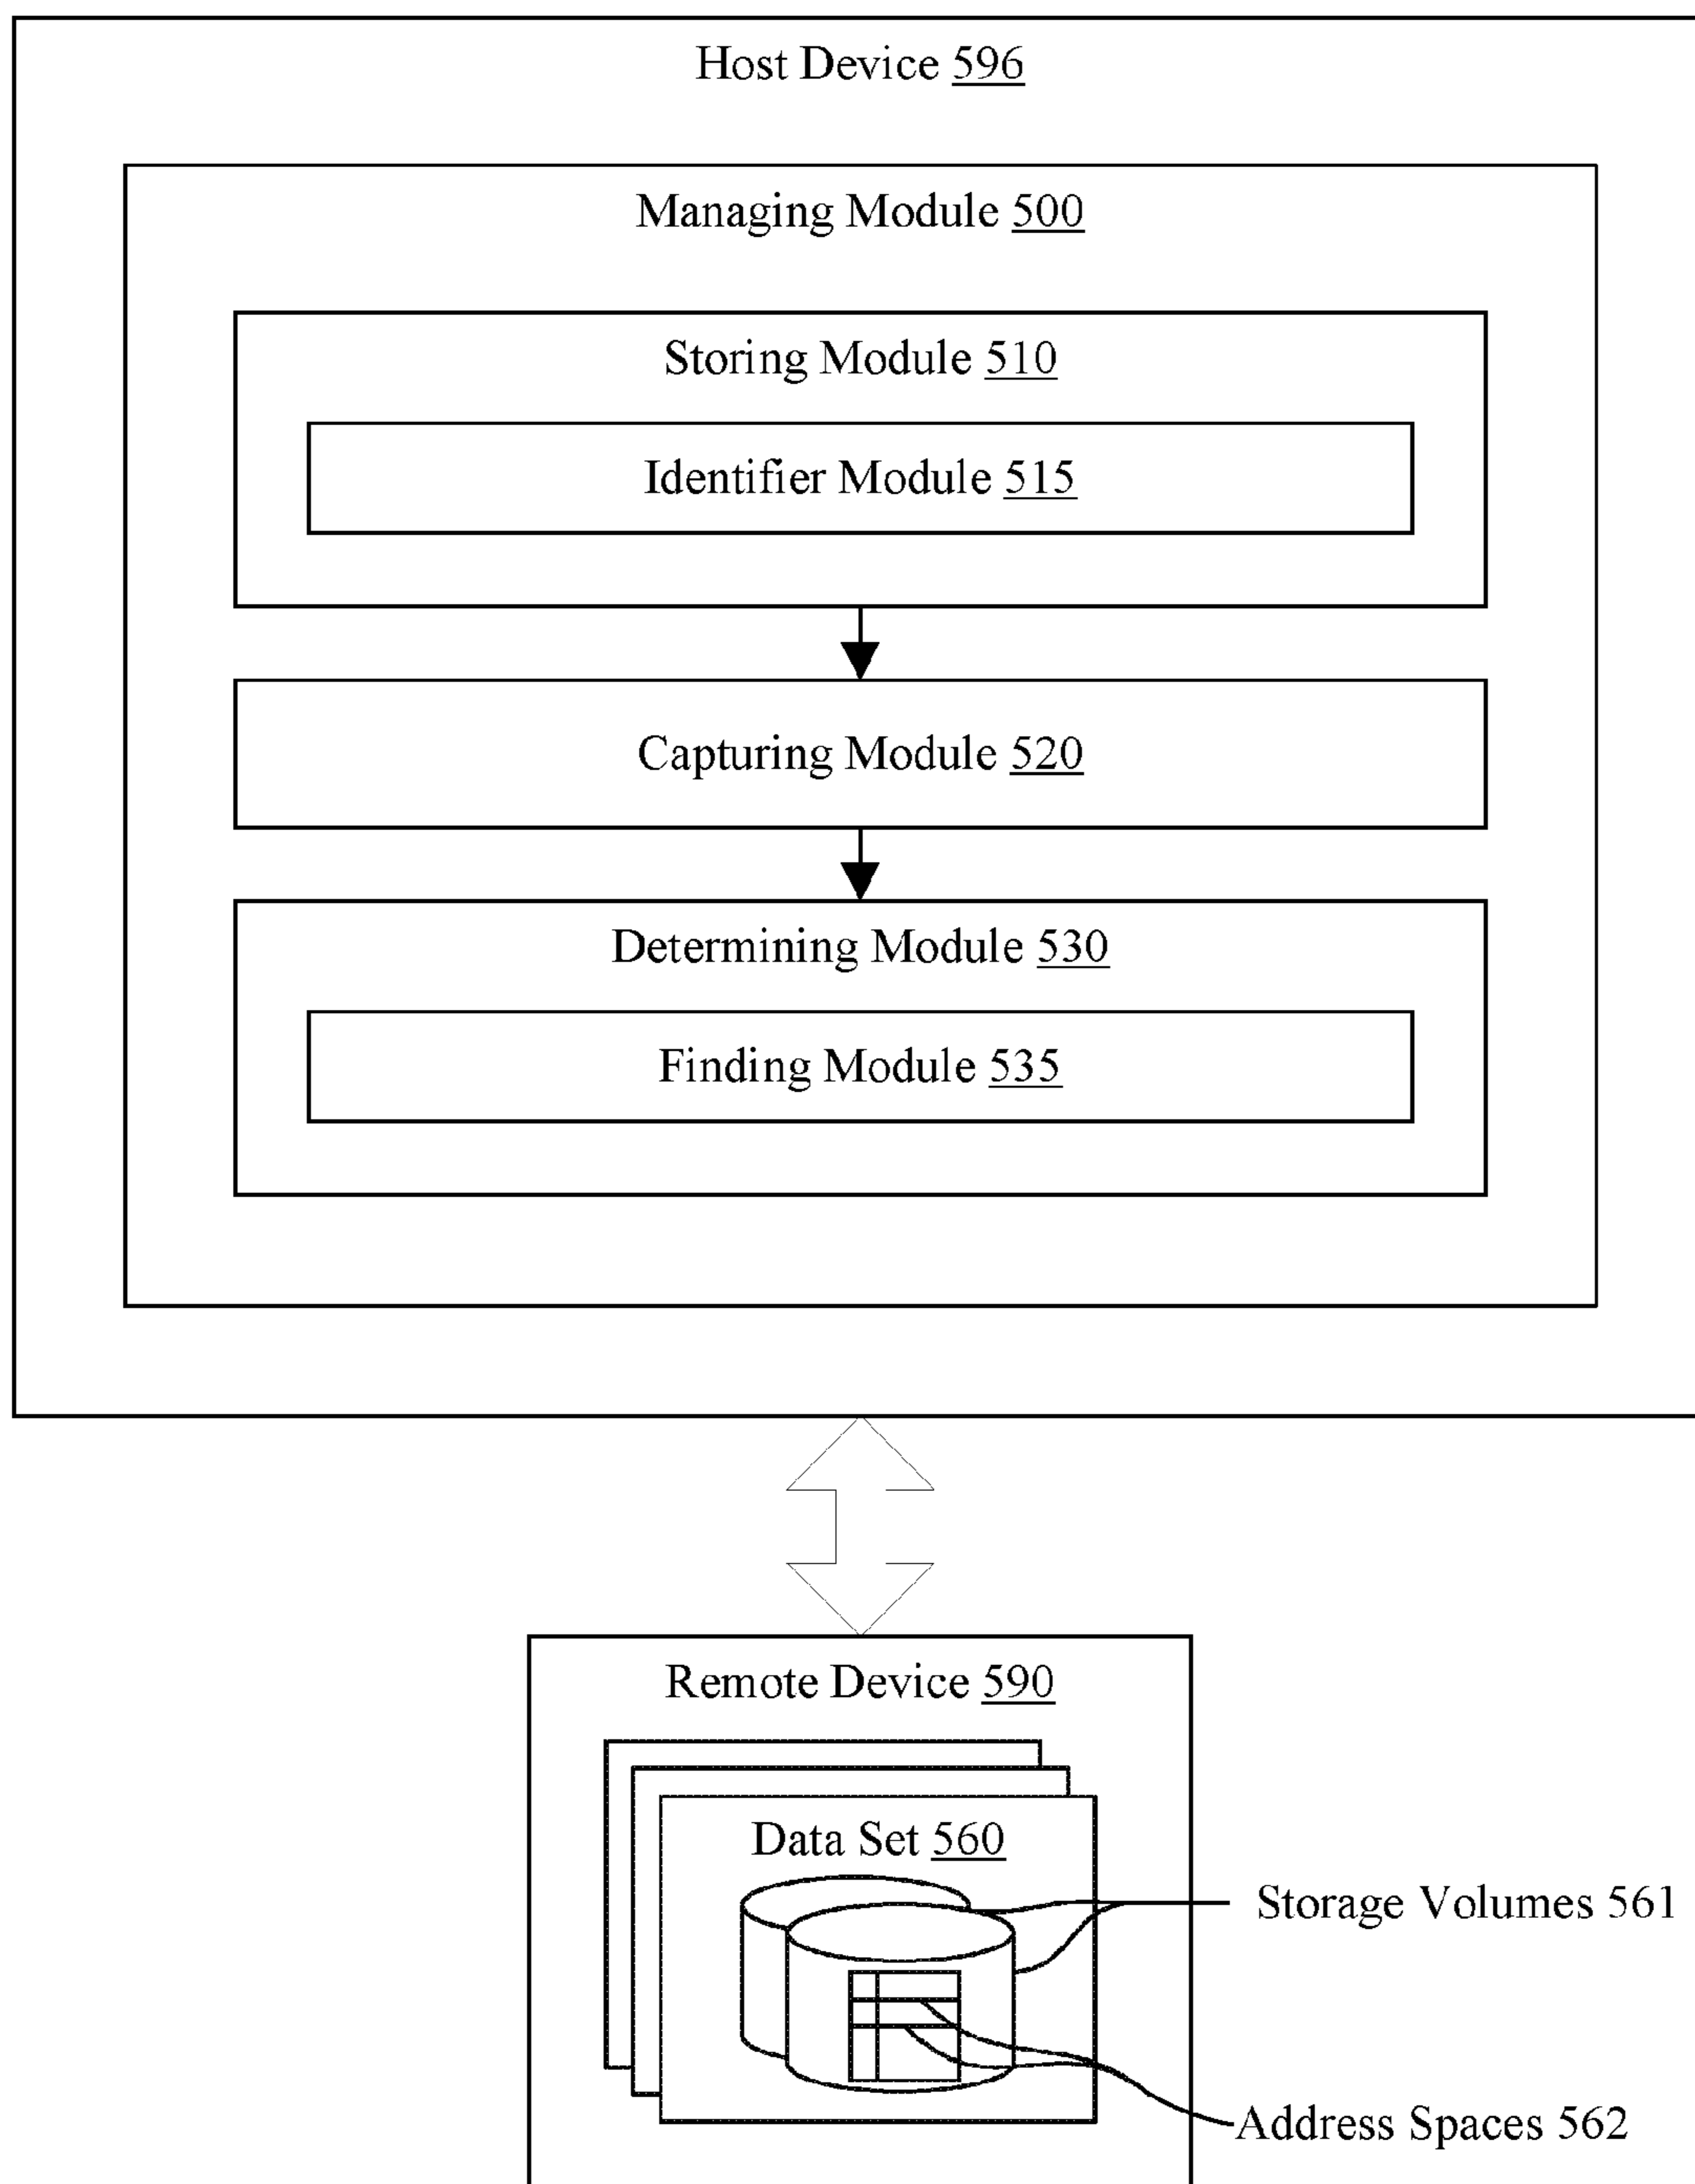 Host Device 596
Managing Module 500
Storing Module 510
Identifier Module 515
Capturing Module 520
Determining Module 530
Finding Module 535
Remote Device 590
Data Set 560
Storage Volumes 561
Address Spaces 562